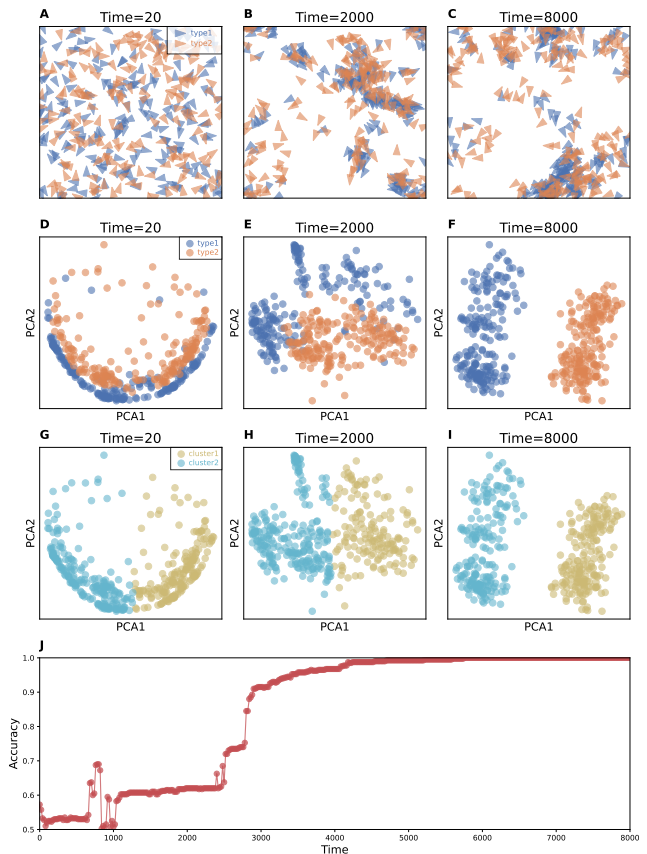 A
Time=20
B
Time=2000
C
Time=8000
type1
type2
D
Time=20
E
Time=2000
F
Time=8000
type1
type2
PCA2
PCA2
PCA2
PCA1
PCA1
PCA1
G
Time=20
H
Time=2000
I
Time=8000
cluster1
cluster2
PCA2
PCA2
PCA2
PCA1
PCA1
PCA1
J
1.0
0.9
0.8
0.7
0.6
0.5
Accuracy
0
1000
2000
3000
4000
5000
6000
7000
8000
Time